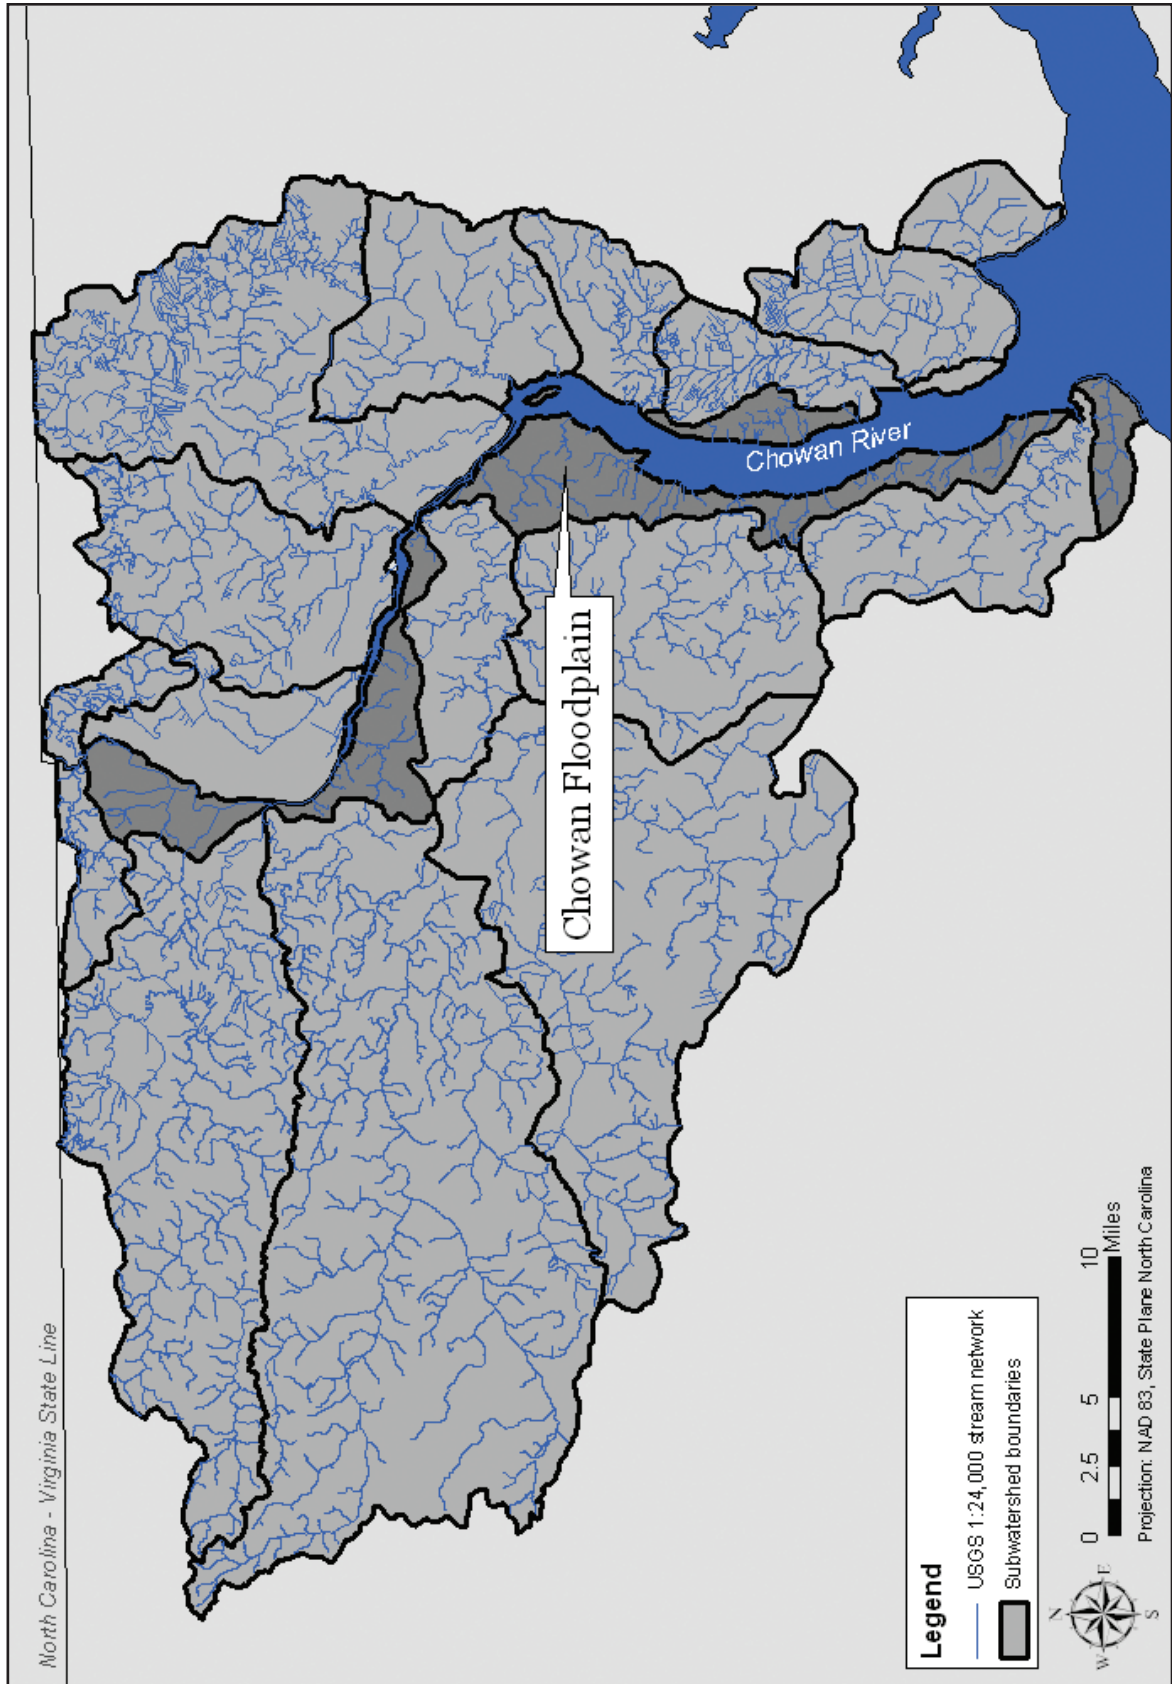 North Carolina - Virginia State Line
Chowan River
Chowan Floodplain
Legend
USGS 1:24,000 stream network
Subwatershed boundaries
N
W E
S
0 2.5 5 10
Miles
Projection: NAD 83, State Plane North Carolina